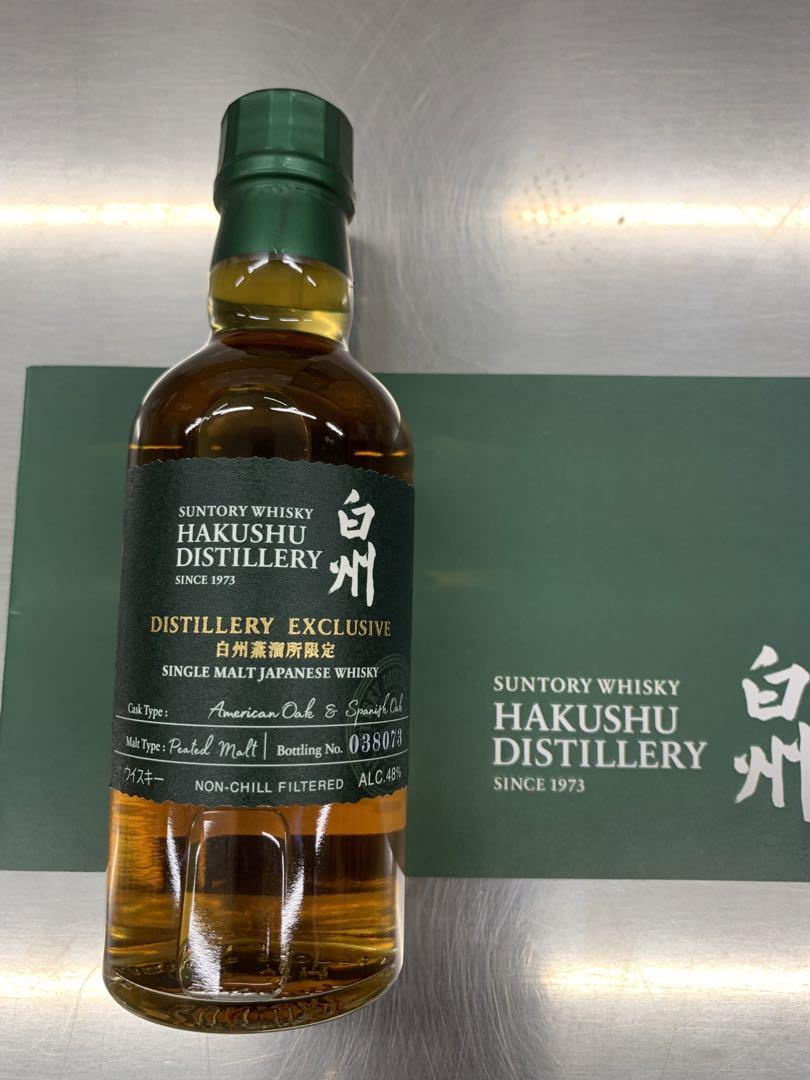 SUNTORY WHISKY
HAKUSHU
DISTILLERY
SINCE 1973
白州
DISTILLERY EXCLUSIVE
白州蒸溜所限定
SINGLE MALT JAPANESE WHISKY
Cask Type : American Oak & Spanish Oak
Malt Type : Peated Malt | Bottling No. 038073
ウイスキー NON-CHILL FILTERED ALC.48%
SUNTORY WHISKY
HAKUSHU
DISTILLERY
SINCE 1973
白州